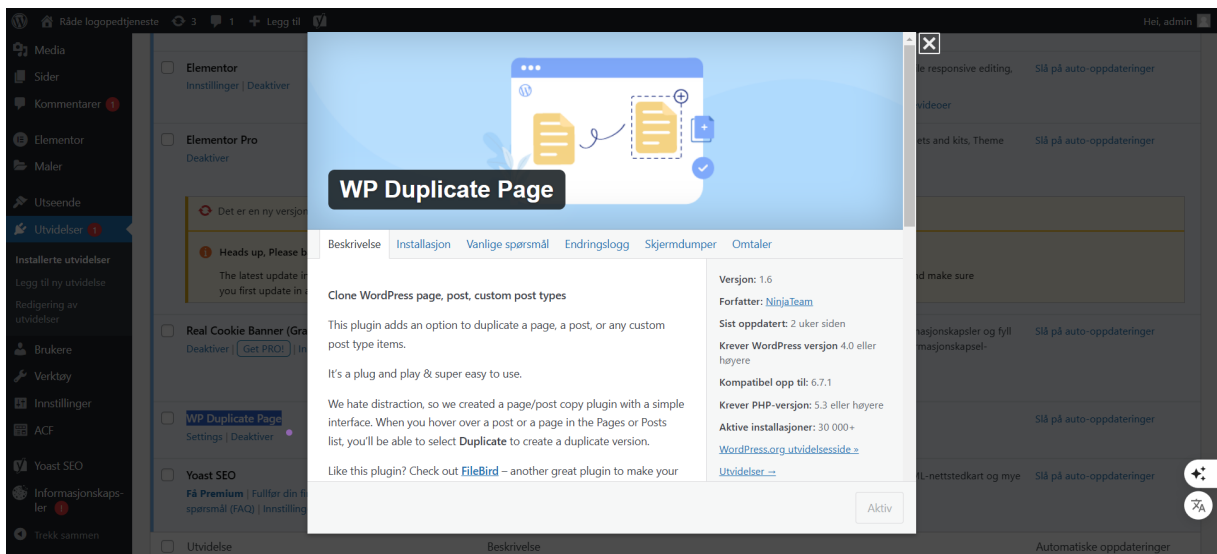 Råde logopedtjeneste 3 1 Legg til Hei, admin
Media
Sider
Kommentarer 1
Elementor
Maler
Utseende
Utvidelser 1
Installerte utvidelser
Legg til ny utvidelse
Redigering av
utvidelser
Brukere
Verktøy
Innstillinger
ACF
Yoast SEO
Informasjonskaps-
ler 1
Trekk sammen
Elementor
Innstillinger | Deaktiver
le responsive editing,
videoer
Slå på auto-oppdateringer
Elementor Pro
Deaktiver
ets and kits, Theme
Slå på auto-oppdateringer
Det er en ny versjon
Heads up, Please b
The latest update in
you first update in a
d make sure
Real Cookie Banner (Gra
Deaktiver | Get PRO! | In
masjonskapsler og fyll
rmasjonskapsel-
Slå på auto-oppdateringer
WP Duplicate Page
Settings | Deaktiver
Slå på auto-oppdateringer
Yoast SEO
Få Premium | Fullfør din fi
spørsmål (FAQ) | Innstilling
ML-nettstedkart og mye
Slå på auto-oppdateringer
Utvidelse Beskrivelse Automatiske oppdateringer
WP Duplicate Page
Beskrivelse Installasjon Vanlige spørsmål Endringslogg Skjermdumper Omtaler
Clone WordPress page, post, custom post types
This plugin adds an option to duplicate a page, a post, or any custom
post type items.
It’s a plug and play & super easy to use.
We hate distraction, so we created a page/post copy plugin with a simple
interface. When you hover over a post or a page in the Pages or Posts
list, you’ll be able to select Duplicate to create a duplicate version.
Like this plugin? Check out FileBird – another great plugin to make your
Versjon: 1.6
Forfatter: NinjaTeam
Sist oppdatert: 2 uker siden
Krever WordPress versjon 4.0 eller
høyere
Kompatibel opp til: 6.7.1
Krever PHP-versjon: 5.3 eller høyere
Aktive installasjoner: 30 000+
WordPress.org utvidelsesside »
Utvidelser →
Aktiv